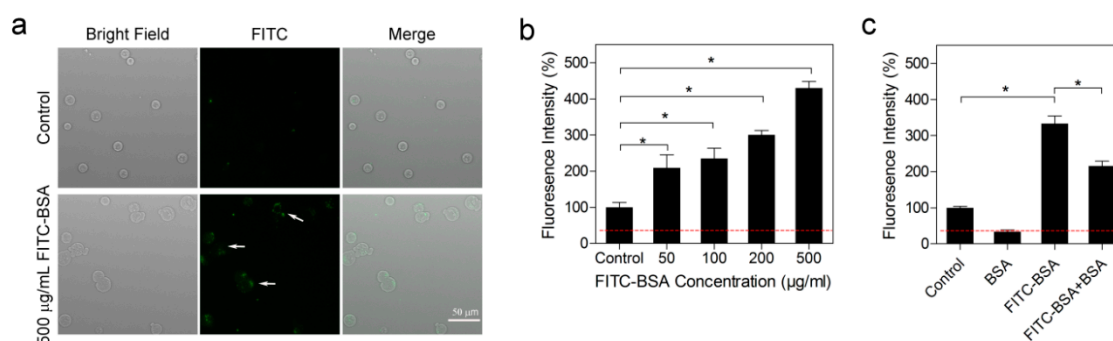 a
Bright Field FITC Merge
Control
500 μg/mL FITC-BSA
50 μm
b
Fluoresence Intensity (%)
500
400
300
200
100
0
* * * *
Control 50 100 200 500
FITC-BSA Concentration (μg/ml)
c
Fluoresence Intensity (%)
500
400
300
200
100
0
* *
Control
BSA
FITC-BSA
FITC-BSA+BSA